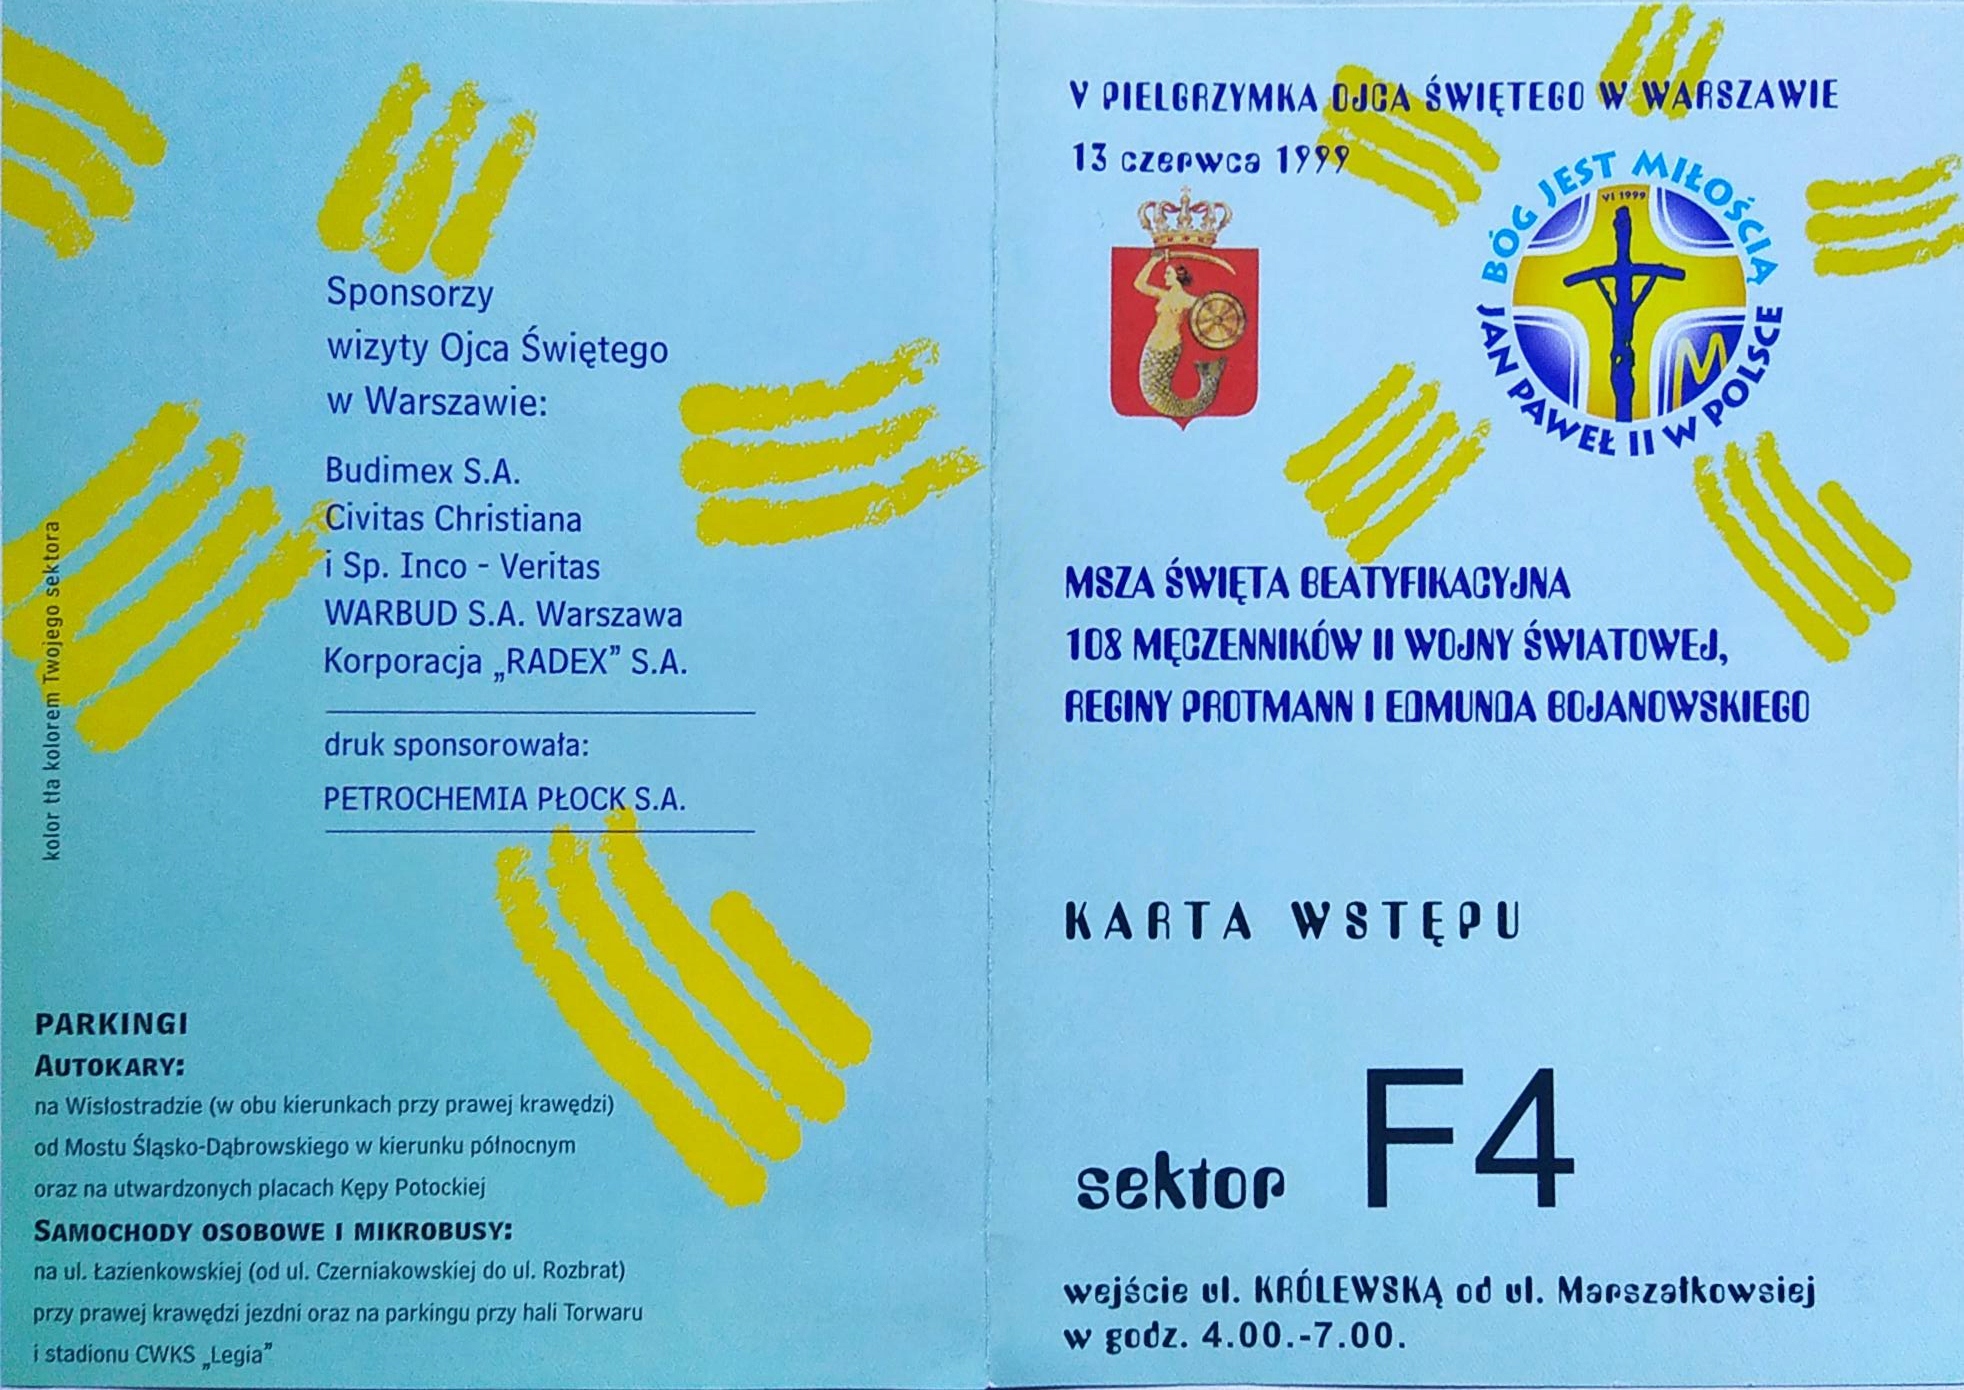 Sponsorzy
wizyty Ojca Świętego
w Warszawie:
Budimex S.A.
Civitas Christiana
i Sp. Inco - Veritas
WARBUD S.A. Warszawa
Korporacja „RADEX” S.A.
druk sponsorowała:
PETROCHEMIA PŁOCK S.A.
kolor tła kolorem Twojego sektora
PARKINGI
AUTOKARY:
na Wisłostradzie (w obu kierunkach przy prawej krawędzi)
od Mostu Śląsko-Dąbrowskiego w kierunku północnym
oraz na utwardzonych placach Kępy Potockiej
SAMOCHODY OSOBOWE I MIKROBUSY:
na ul. Łazienkowskiej (od ul. Czerniakowskiej do ul. Rozbrat)
przy prawej krawędzi jezdni oraz na parkingu przy hali Torwaru
i stadionu CWKS „Legia”
V PIELGRZYMKA OJCA ŚWIĘTEGO W WARSZAWIE
13 czerwca 1999
BÓG JEST MIŁOŚCIĄ
VI 1999
M
JAN PAWEŁ II W POLSCE
MSZA ŚWIĘTA BEATYFIKACYJNA
108 MĘCZENNIKÓW II WOJNY ŚWIATOWEJ,
REGINY PROTMANN I EDMUNDA BOJANOWSKIEGO
KARTA WSTĘPU
sektor F4
wejście ul. KRÓLEWSKĄ od ul. Marszałkowsiej
w godz. 4.00.-7.00.